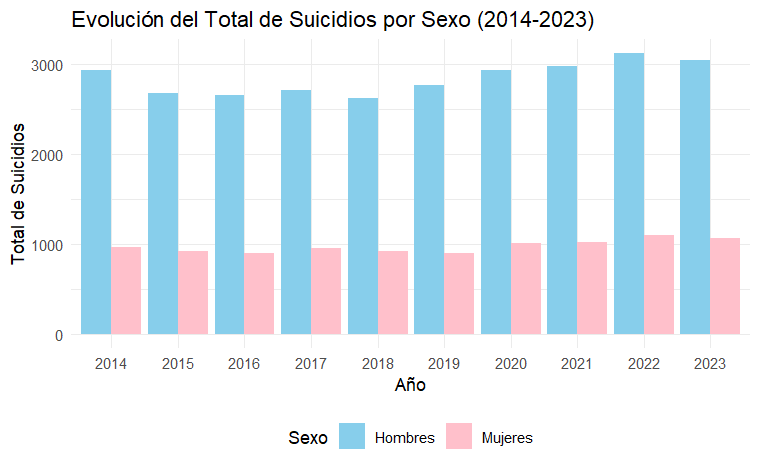 Evolución del Total de Suicidios por Sexo (2014-2023)
Total de Suicidios
3000
2000
1000
0
2014 2015 2016 2017 2018 2019 2020 2021 2022 2023
Año
Sexo Hombres Mujeres